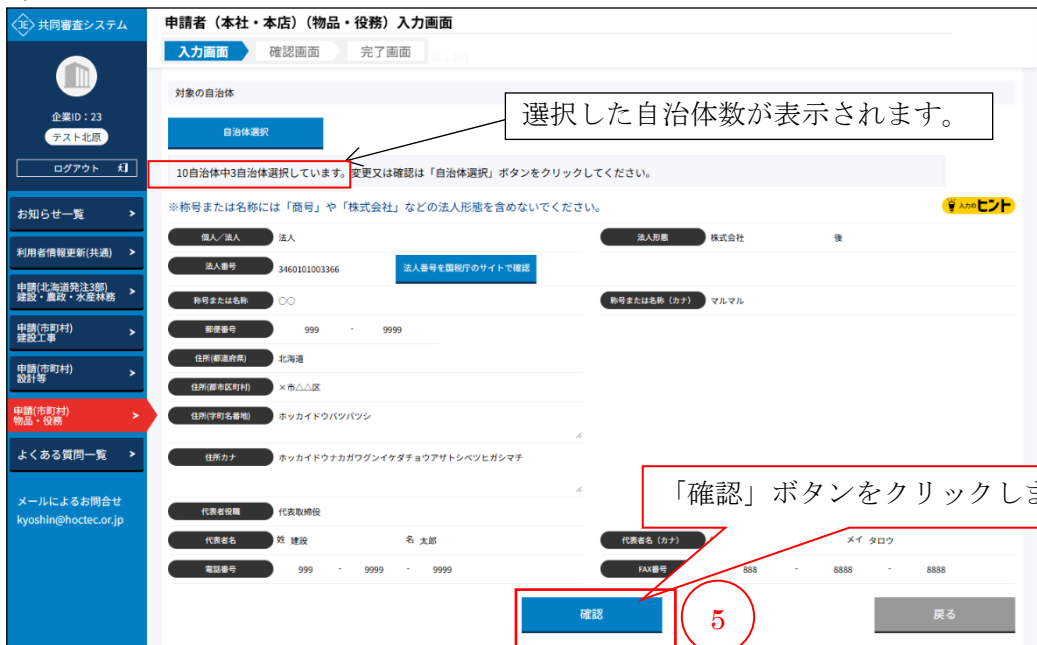 JE 共同審査システム
企業ID：23
テスト北原
ログアウト
お知らせ一覧 >
利用者情報更新(共通) >
申請(北海道発注3部)
建設・農政・水産林務 >
申請(市町村)
建設工事 >
申請(市町村)
設計等 >
申請(市町村)
物品・役務 >
よくある質問一覧 >
メールによるお問合せ
kyoshin@hoctec.or.jp
申請者（本社・本店）（物品・役務）入力画面
入力画面 確認画面 完了画面
対象の自治体
自治体選択
選択した自治体数が表示されます。
10自治体中3自治体選択しています。変更又は確認は「自治体選択」ボタンをクリックしてください。
※称号または名称には「商号」や「株式会社」などの法人形態を含めないでください。
入力のヒント
個人／法人 法人 法人形態 株式会社 後
法人番号 3460101003366 法人番号を国税庁のサイトで確認
称号または名称 ○○ 称号または名称（カナ） マルマル
郵便番号 999 - 9999
住所(都道府県) 北海道
住所(郡市区町村) ×市△△区
住所(字町名番地) ホッカイドウバツバツシ
住所カナ ホッカイドウナカガワグンイケダチョウアザトシベツヒガシマチ
「確認」ボタンをクリックしま
代表者役職 代表取締役
代表者名 姓 建設 名 太郎 代表者名（カナ） メイ タロウ
電話番号 999 - 9999 - 9999 FAX番号 888 - 8888 - 8888
確認 5 戻る